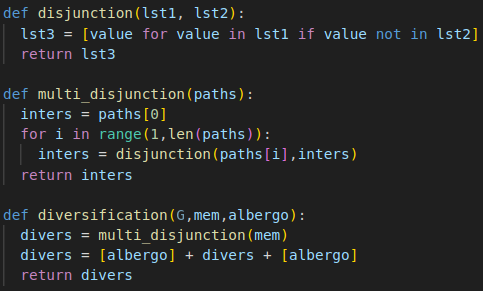 def disjunction(lst1, lst2):
  lst3 = [value for value in lst1 if value not in lst2]
  return lst3

def multi_disjunction(paths):
  inters = paths[0]
  for i in range(1,len(paths)):
    inters = disjunction(paths[i],inters)
  return inters

def diversification(G,mem,albergo):
  divers = multi_disjunction(mem)
  divers = [albergo] + divers + [albergo]
  return divers